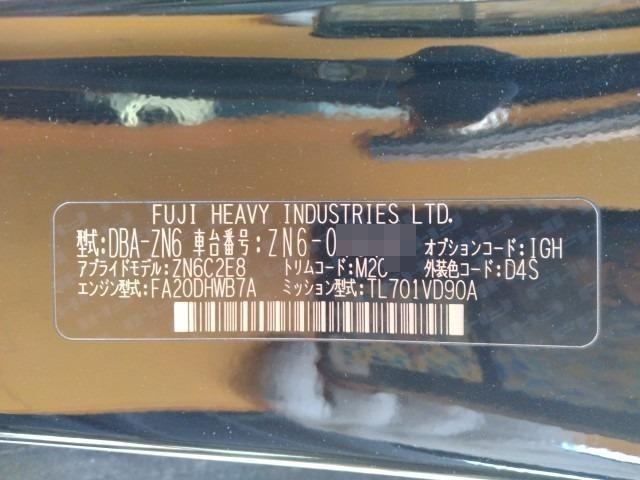 FUJI HEAVY INDUSTRIES LTD.
型式:DBA-ZN6 車台番号:ZN6-0 オプションコード:IGH
アプライドモデル:ZN6C2E8 トリムコード:M20 外装色コード:D4S
エンジン型式:FA20DHWB7A ミッション型式:TL701VD90A